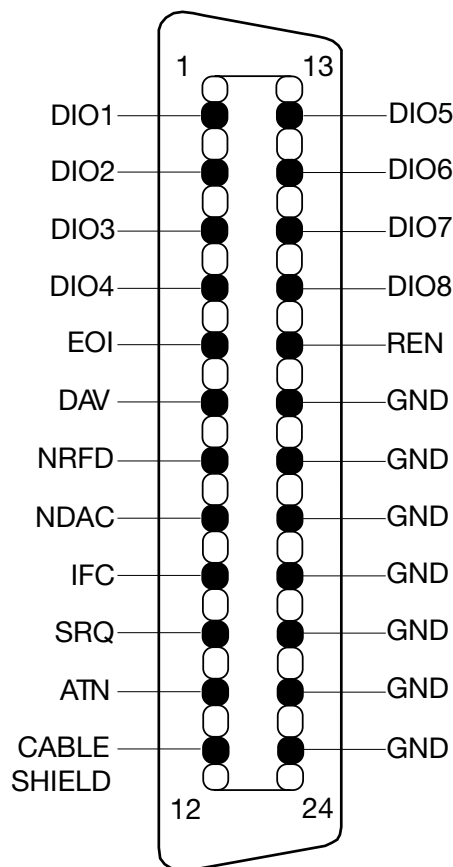 1 13
DIO1 DIO5
DIO2 DIO6
DIO3 DIO7
DIO4 DIO8
EOI REN
DAV GND
NRFD GND
NDAC GND
IFC GND
SRQ GND
ATN GND
CABLE GND
SHIELD
12 24